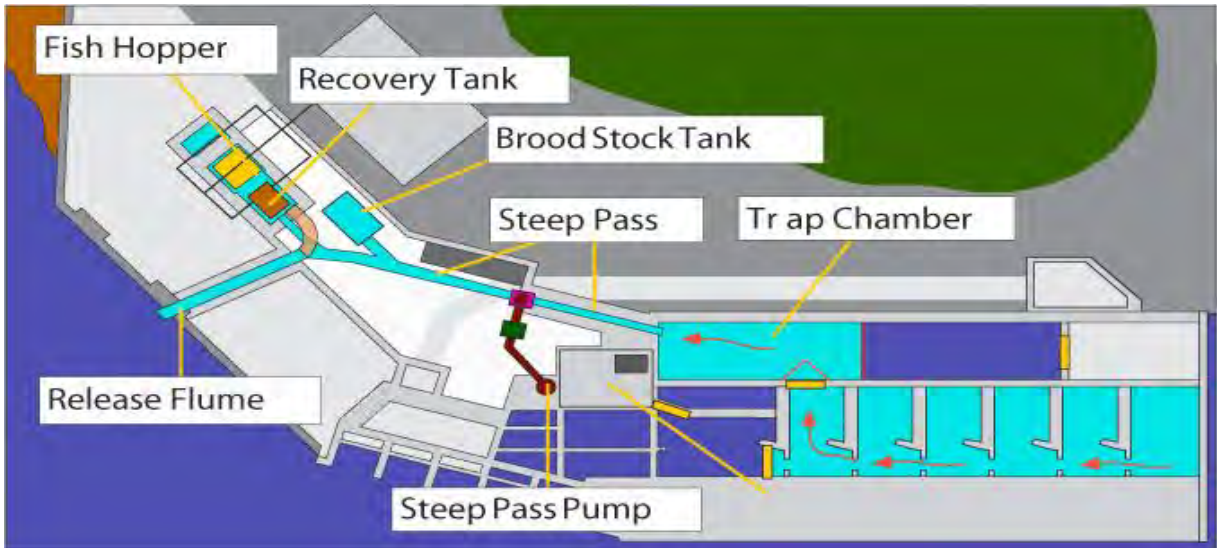 Fish Hopper
Recovery Tank
Brood Stock Tank
Steep Pass
Tr ap Chamber
Release Flume
Steep Pass Pump